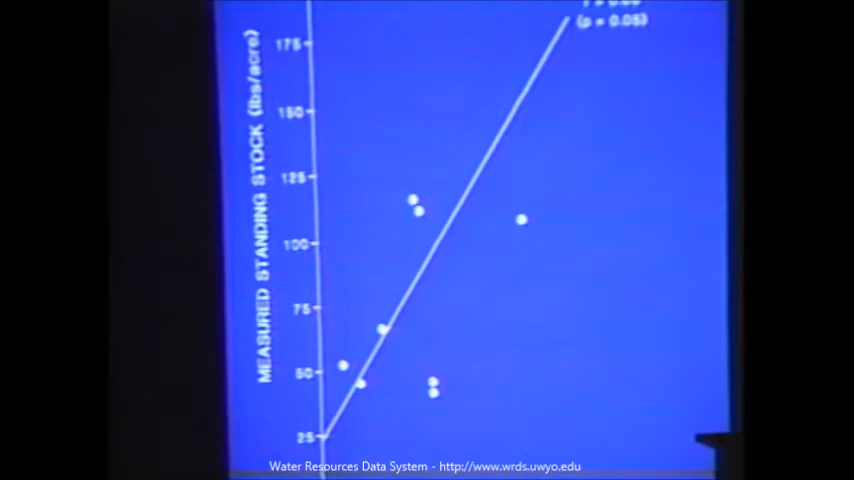 (p = 0.05)
MEASURED STANDING STOCK (lbs/acre)
175
150
125
100
75
50
25
Water Resources Data System - http://www.wrds.uwyo.edu